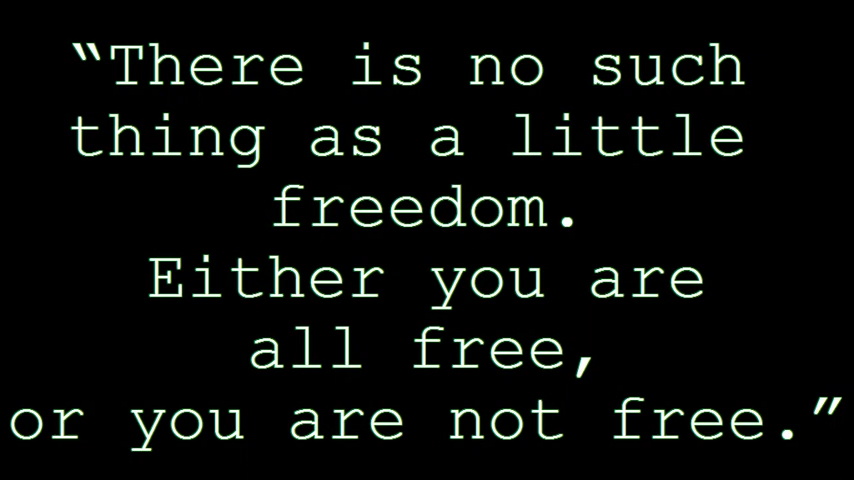 “There is no such
thing as a little
freedom.
Either you are
all free,
or you are not free.”